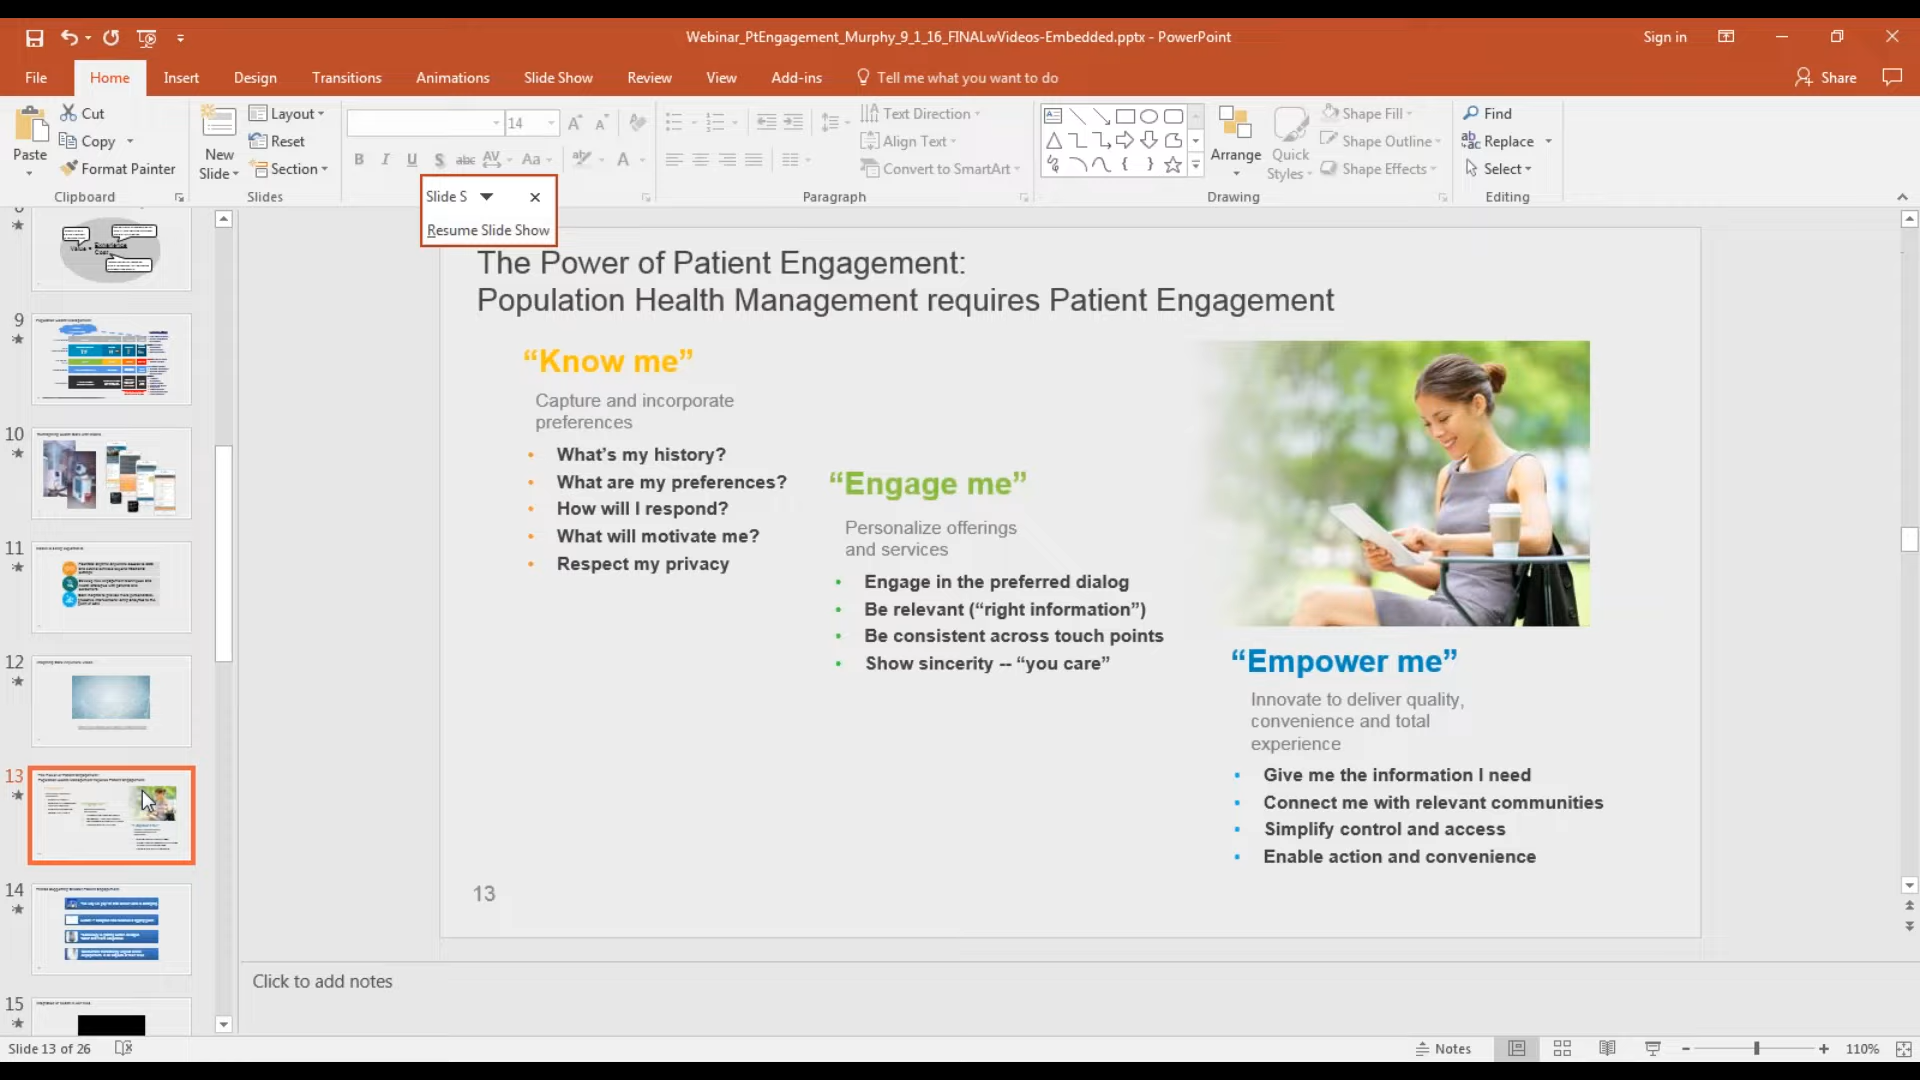 Webinar_PtEngagement_Murphy_9_1_16_FINALwVideos-Embedded.pptx - PowerPoint
Sign in
File
Home
Insert
Design
Transitions
Animations
Slide Show
Review
View
Add-ins
Tell me what you want to do
Share
Paste
Cut
Copy
Format Painter
Clipboard
New
Slide
Layout
Reset
Section
Slides
14
B I U S abc AV Aa A
Text Direction
Align Text
Convert to SmartArt
Paragraph
Arrange
Quick
Styles
Shape Fill
Shape Outline
Shape Effects
Drawing
Find
Replace
Select
Editing
Slide S
Resume Slide Show
9
10
11
12
13
14
15
The Power of Patient Engagement:
Population Health Management requires Patient Engagement
“Know me”
Capture and incorporate
preferences
• What’s my history?
• What are my preferences?
• How will I respond?
• What will motivate me?
• Respect my privacy
“Engage me”
Personalize offerings
and services
• Engage in the preferred dialog
• Be relevant (“right information”)
• Be consistent across touch points
• Show sincerity -- “you care”
“Empower me”
Innovate to deliver quality,
convenience and total
experience
• Give me the information I need
• Connect me with relevant communities
• Simplify control and access
• Enable action and convenience
13
Click to add notes
Slide 13 of 26
Notes
110%